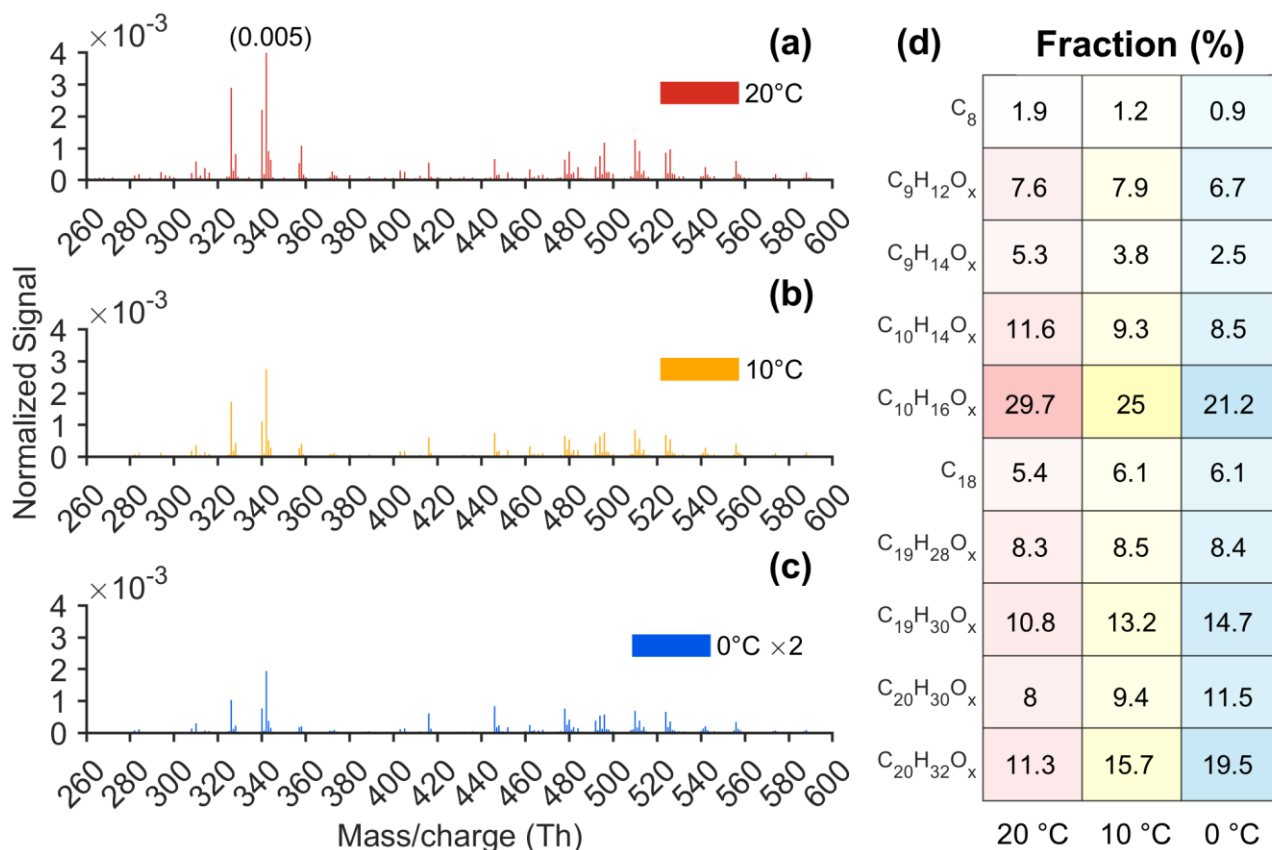 ×10⁻³
(0.005)
(a)
4
3
2
1
0
20°C
260 280 300 320 340 360 380 400 420 440 460 480 500 520 540 560 580 600
×10⁻³
(b)
4
3
2
1
0
10°C
260 280 300 320 340 360 380 400 420 440 460 480 500 520 540 560 580 600
×10⁻³
(c)
4
3
2
1
0
0°C ×2
260 280 300 320 340 360 380 400 420 440 460 480 500 520 540 560 580 600
Normalized Signal
Mass/charge (Th)
(d) Fraction (%)
C₈ 1.9 1.2 0.9
C₉H₁₂Oₓ 7.6 7.9 6.7
C₉H₁₄Oₓ 5.3 3.8 2.5
C₁₀H₁₄Oₓ 11.6 9.3 8.5
C₁₀H₁₆Oₓ 29.7 25 21.2
C₁₈ 5.4 6.1 6.1
C₁₉H₂₈Oₓ 8.3 8.5 8.4
C₁₉H₃₀Oₓ 10.8 13.2 14.7
C₂₀H₃₀Oₓ 8 9.4 11.5
C₂₀H₃₂Oₓ 11.3 15.7 19.5
20 °C 10 °C 0 °C